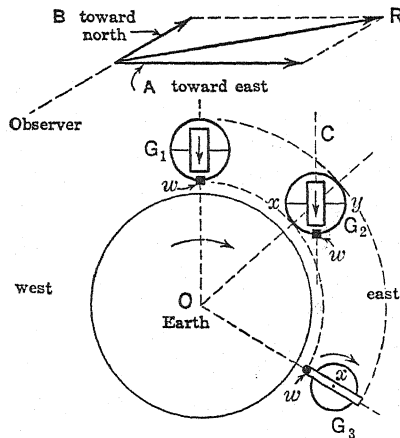 B toward north
R
A toward east
Observer
G1
w
C
x
y
G2
w
O
Earth
west
east
w
x
G3